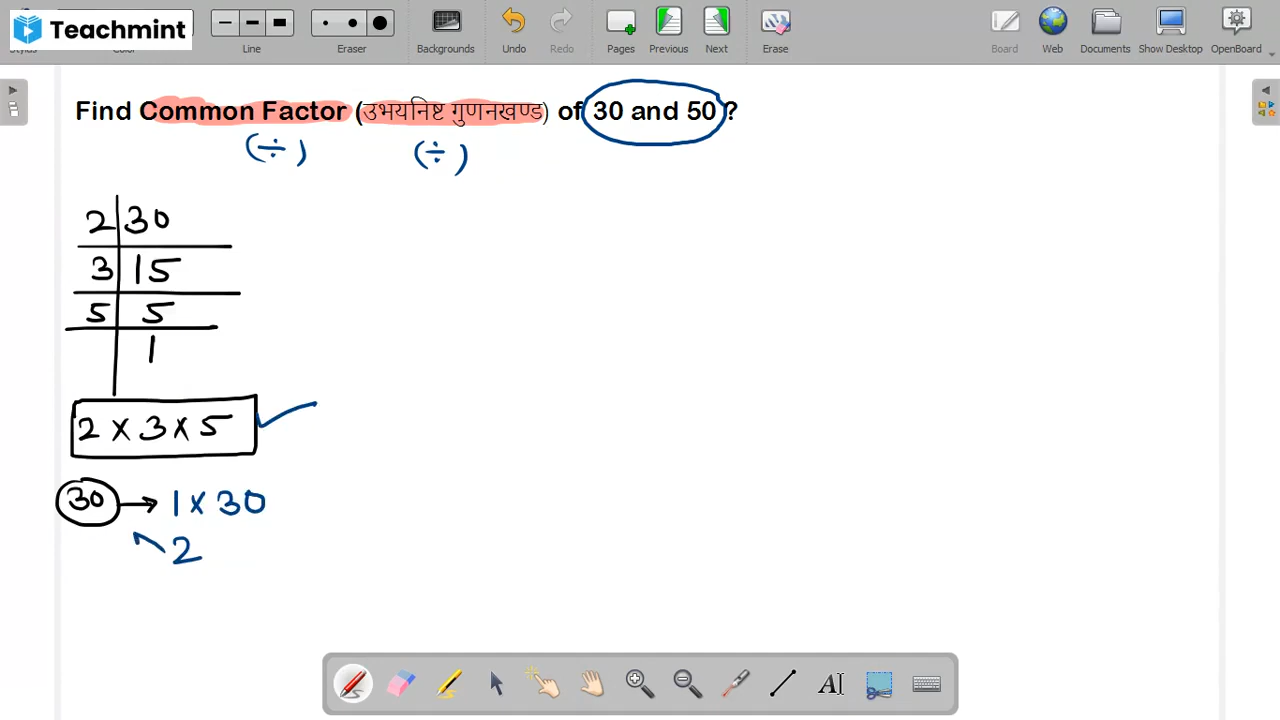 Teachmint
Line
Eraser
Backgrounds
Undo
Redo
Pages
Previous
Next
Erase
Board
Web
Documents
Show Desktop
OpenBoard
Find Common Factor (उभयनिष्ट गुणनखण्ड) of 30 and 50 ?
(÷) (÷)
2 30
3 15
5 5
1
2 × 3 × 5
30 → 1 × 30
2